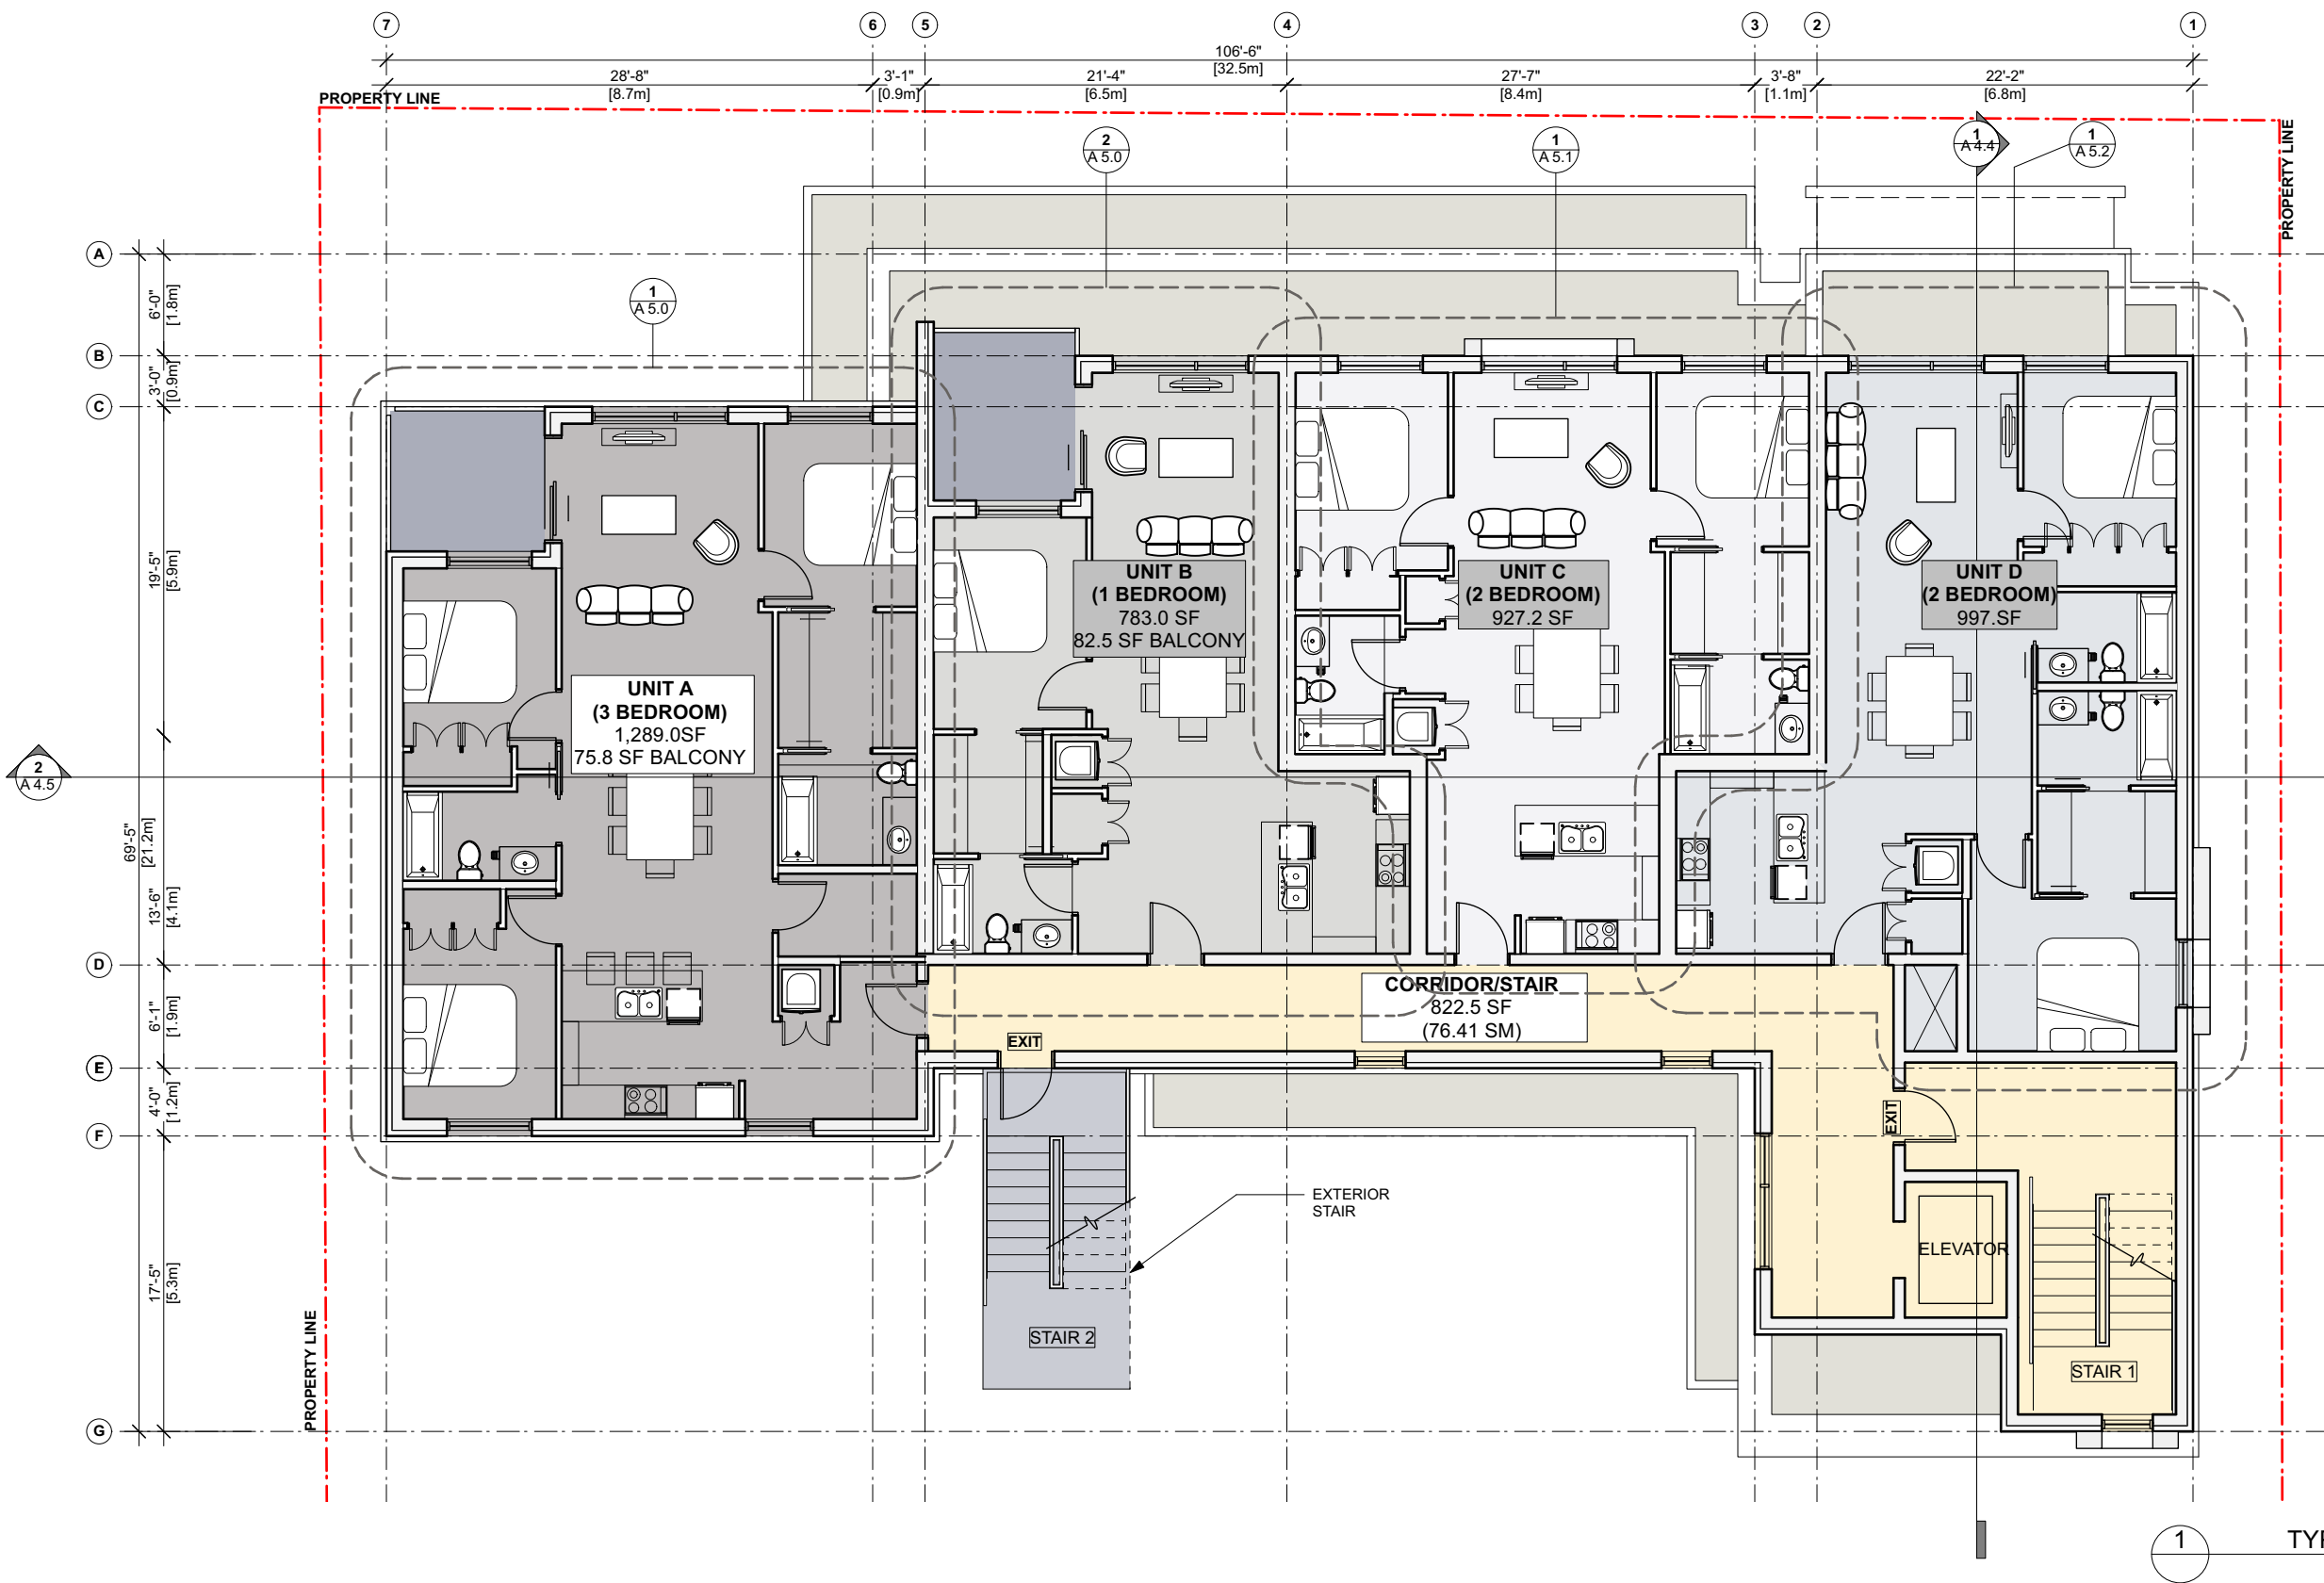 7
6
5
4
3
2
1
106'-6"
[32.5m]
28'-8"
[8.7m]
3'-1"
[0.9m]
21'-4"
[6.5m]
27'-7"
[8.4m]
3'-8"
[1.1m]
22'-2"
[6.8m]
PROPERTY LINE
PROPERTY LINE
2
A 5.0
1
A 5.1
1
A 4.4
1
A 5.2
A
6'-0"
[1.8m]
1
A 5.0
B
3'-0"
[0.9m]
C
19'-5"
[5.9m]
UNIT B
(1 BEDROOM)
783.0 SF
82.5 SF BALCONY
UNIT C
(2 BEDROOM)
927.2 SF
UNIT D
(2 BEDROOM)
997.SF
UNIT A
(3 BEDROOM)
1,289.0SF
75.8 SF BALCONY
2
A 4.5
69'-5"
[21.2m]
13'-6"
[4.1m]
D
CORRIDOR/STAIR
822.5 SF
(76.41 SM)
6'-1"
[1.9m]
EXIT
E
4'-0"
[1.2m]
EXIT
F
EXTERIOR
STAIR
ELEVATOR
17'-5"
[5.3m]
STAIR 2
PROPERTY LINE
STAIR 1
G
1
TYP